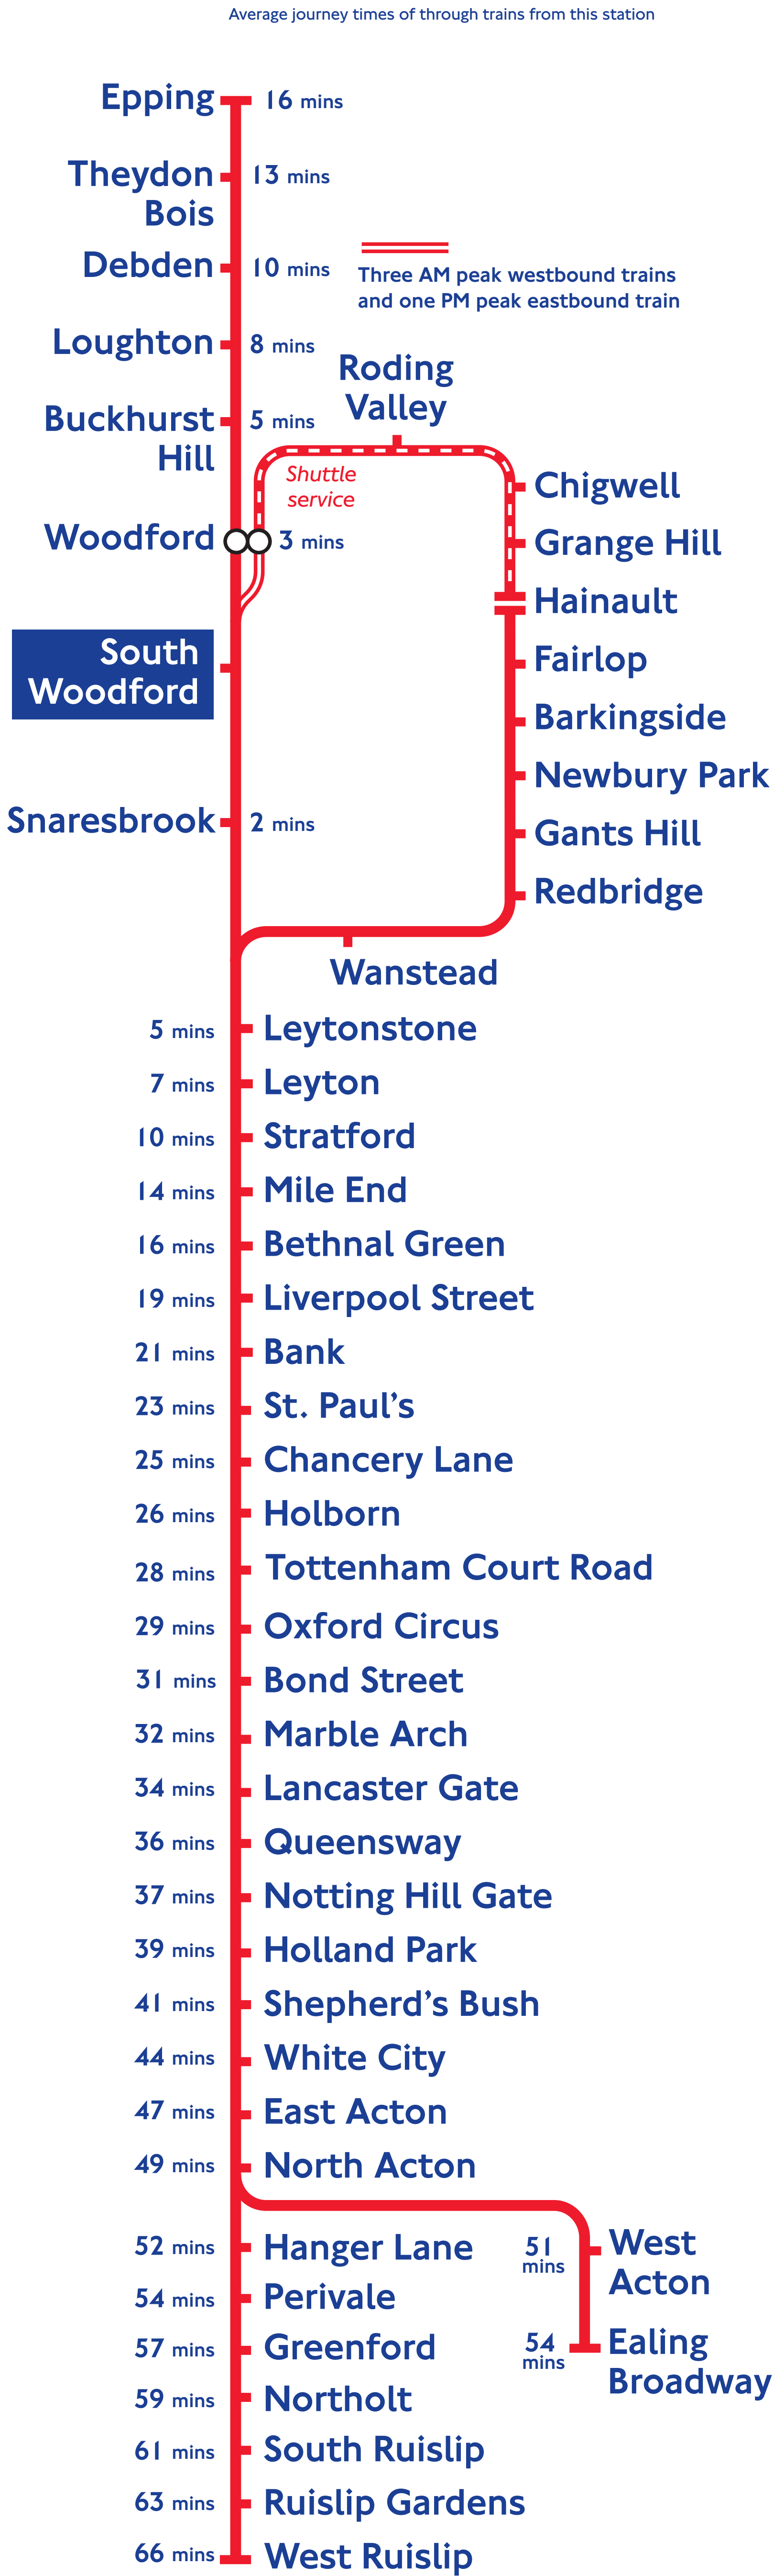 Average journey times of through trains from this station
Epping 16 mins
Theydon 13 mins
Bois
Debden 10 mins
Three AM peak westbound trains
and one PM peak eastbound train
Loughton 8 mins
Roding
Valley
Buckhurst 5 mins
Hill
Shuttle
service
Chigwell
Woodford 3 mins
Grange Hill
Hainault
South
Woodford
Fairlop
Barkingside
Newbury Park
Snaresbrook 2 mins
Gants Hill
Redbridge
Wanstead
5 mins Leytonstone
7 mins Leyton
10 mins Stratford
14 mins Mile End
16 mins Bethnal Green
19 mins Liverpool Street
21 mins Bank
23 mins St. Paul's
25 mins Chancery Lane
26 mins Holborn
28 mins Tottenham Court Road
29 mins Oxford Circus
31 mins Bond Street
32 mins Marble Arch
34 mins Lancaster Gate
36 mins Queensway
37 mins Notting Hill Gate
39 mins Holland Park
41 mins Shepherd's Bush
44 mins White City
47 mins East Acton
49 mins North Acton
52 mins Hanger Lane
51
mins
West
Acton
54 mins Perivale
57 mins Greenford
54
mins
Ealing
Broadway
59 mins Northolt
61 mins South Ruislip
63 mins Ruislip Gardens
66 mins West Ruislip